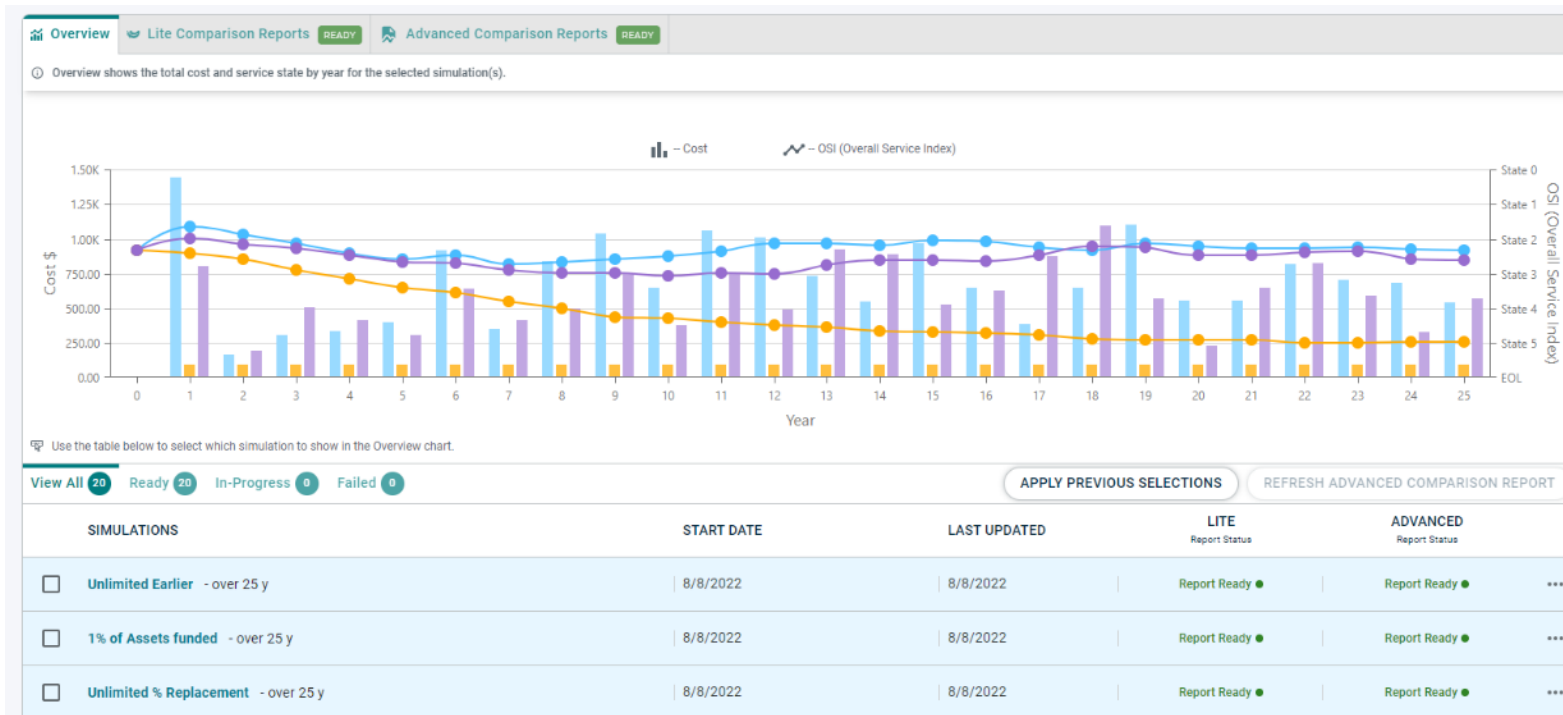 Overview Lite Comparison Reports READY Advanced Comparison Reports READY
Overview shows the total cost and service state by year for the selected simulation(s).
– Cost – OSI (Overall Service Index)
1.50K
1.25K
1.00K
750.00
500.00
250.00
0.00
Cost $
State 0
State 1
State 2
State 3
State 4
State 5
EOL
OSI (Overall Service Index)
0 1 2 3 4 5 6 7 8 9 10 11 12 13 14 15 16 17 18 19 20 21 22 23 24 25
Year
Use the table below to select which simulation to show in the Overview chart.
View All 20 Ready 20 In-Progress 0 Failed 0 APPLY PREVIOUS SELECTIONS REFRESH ADVANCED COMPARISON REPORT
SIMULATIONS START DATE LAST UPDATED LITE ADVANCED
Report Status Report Status
Unlimited Earlier - over 25 y 8/8/2022 8/8/2022 Report Ready Report Ready
1% of Assets funded - over 25 y 8/8/2022 8/8/2022 Report Ready Report Ready
Unlimited % Replacement - over 25 y 8/8/2022 8/8/2022 Report Ready Report Ready